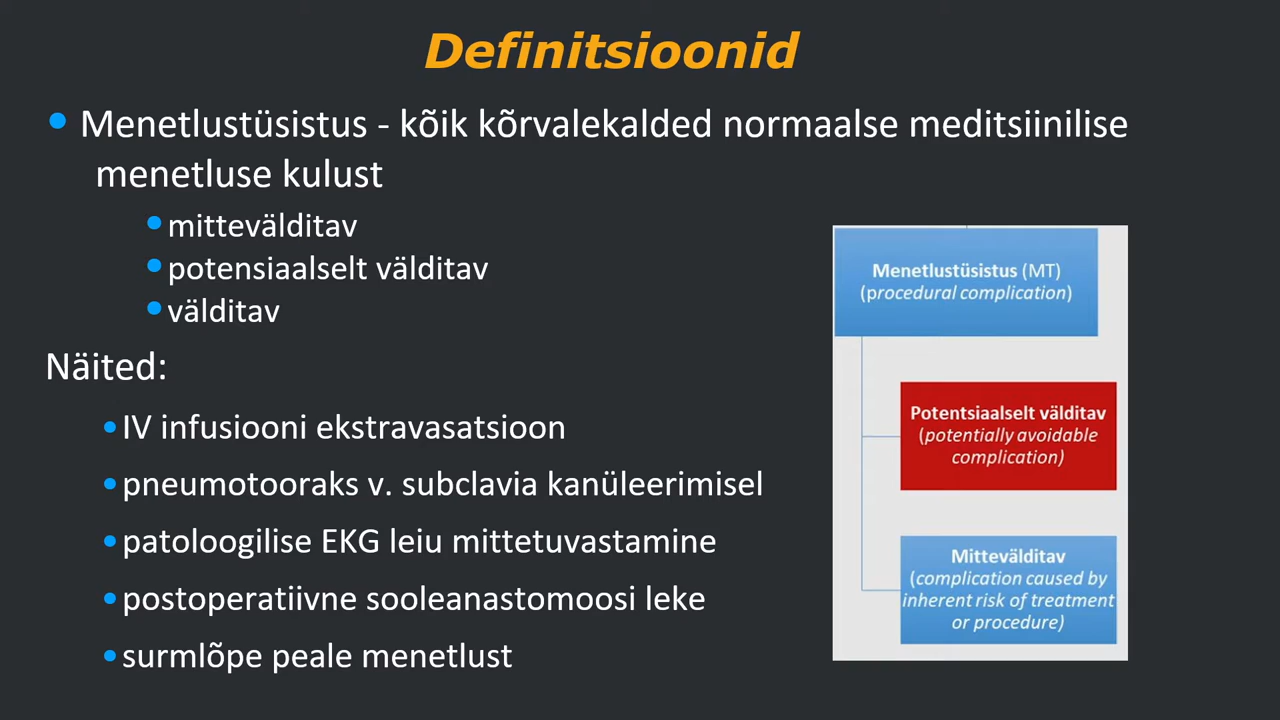 Definitsioonid
Menetlustüsistus - kõik kõrvalekalded normaalse meditsiinilise
menetluse kulust
mittevälditav
potensiaalselt välditav
välditav
Näited:
IV infusiooni ekstravasatsioon
pneumotooraks v. subclavia kanüleerimisel
patoloogilise EKG leiu mittetuvastamine
postoperatiivne sooleanastomoosi leke
surmlõpe peale menetlust
Menetlustüsistus (MT)
(procedural complication)
Potentsiaalselt välditav
(potentially avoidable
complication)
Mittevälditav
(complication caused by
inherent risk of treatment
or procedure)